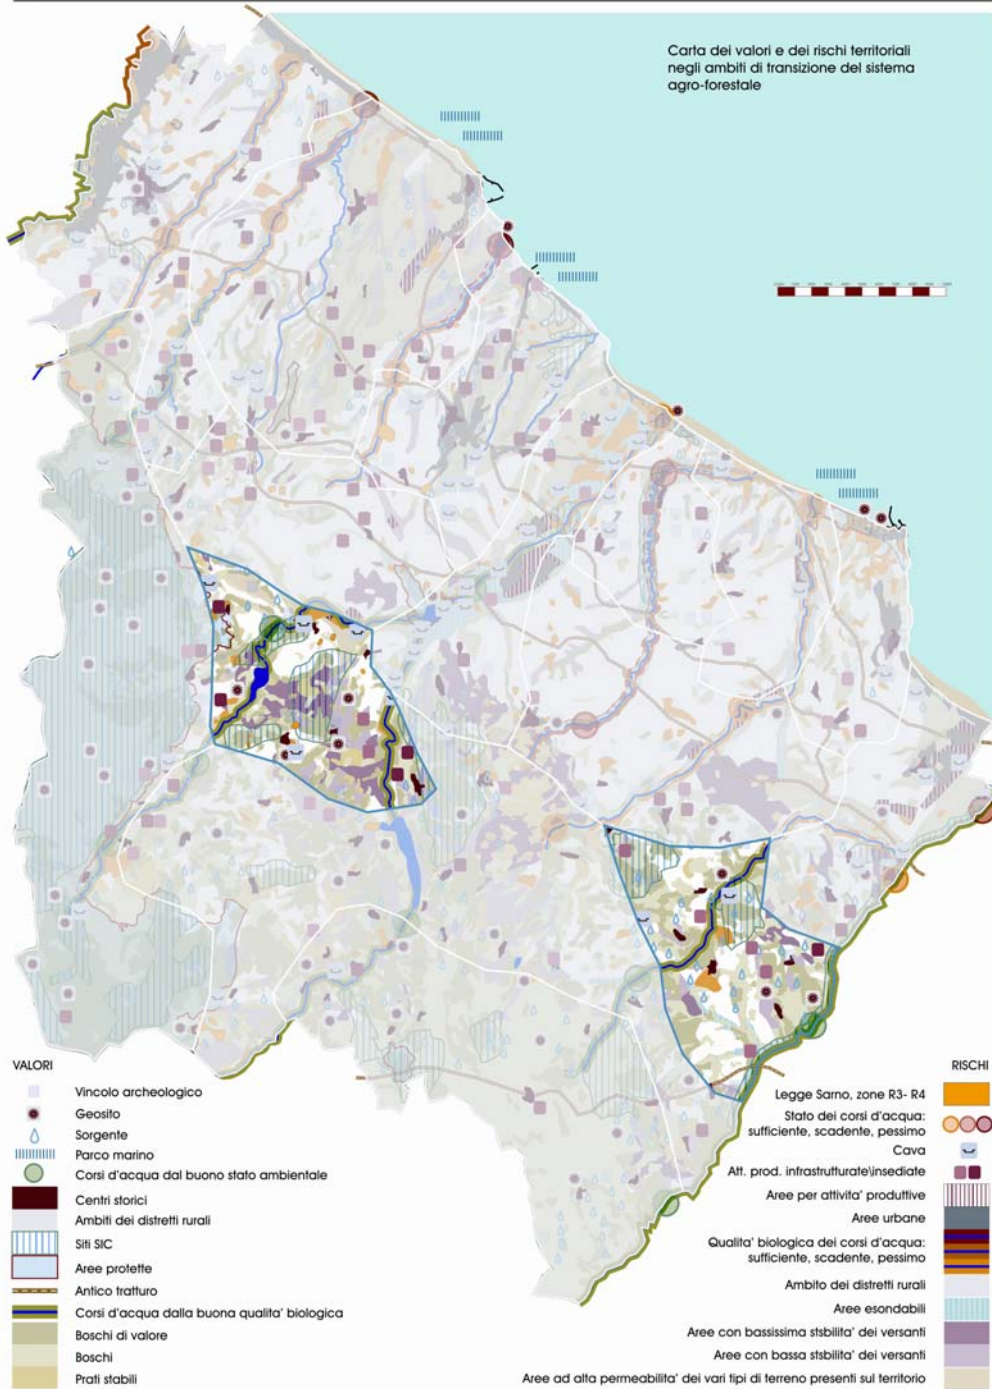 Carta dei valori e dei rischi territoriali
negli ambiti di transizione del sistema
agro-forestale
VALORI
Vincolo archeologico
Geosito
Sorgente
Parco marino
Corsi d'acqua dal buono stato ambientale
Centri storici
Ambiti dei distretti rurali
Siti SIC
Aree protette
Antico tratturo
Corsi d'acqua dalla buona qualita' biologica
Boschi di valore
Boschi
Prati stabili
RISCHI
Legge Sarno, zone R3- R4
Stato dei corsi d'acqua:
sufficiente, scadente, pessimo
Cava
Att. prod. infrastrutturate\insediate
Aree per attivita' produttive
Aree urbane
Qualita' biologica dei corsi d'acqua:
sufficiente, scadente, pessimo
Ambito dei distretti rurali
Aree esondabili
Aree con bassissima stsbilita' dei versanti
Aree con bassa stsbilita' dei versanti
Aree ad alta permeabilita' dei vari tipi di terreno presenti sul territorio